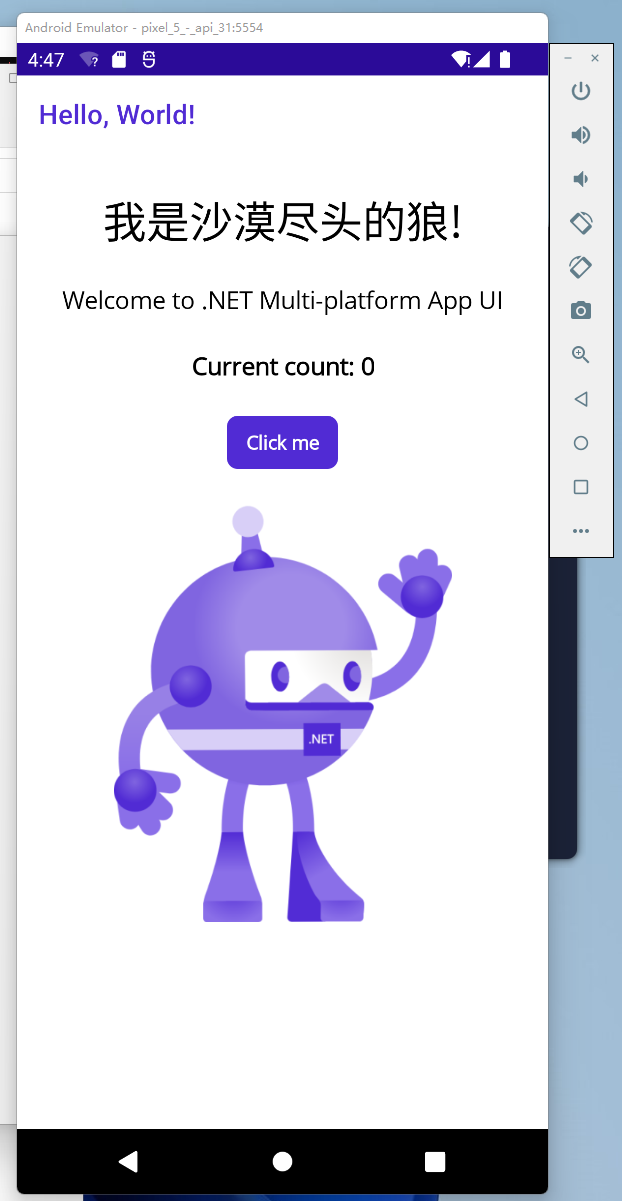 Android Emulator - pixel_5_-_api_31:5554
4:47
Hello, World!
我是沙漠尽头的狼!
Welcome to .NET Multi-platform App UI
Current count: 0
Click me
.NET